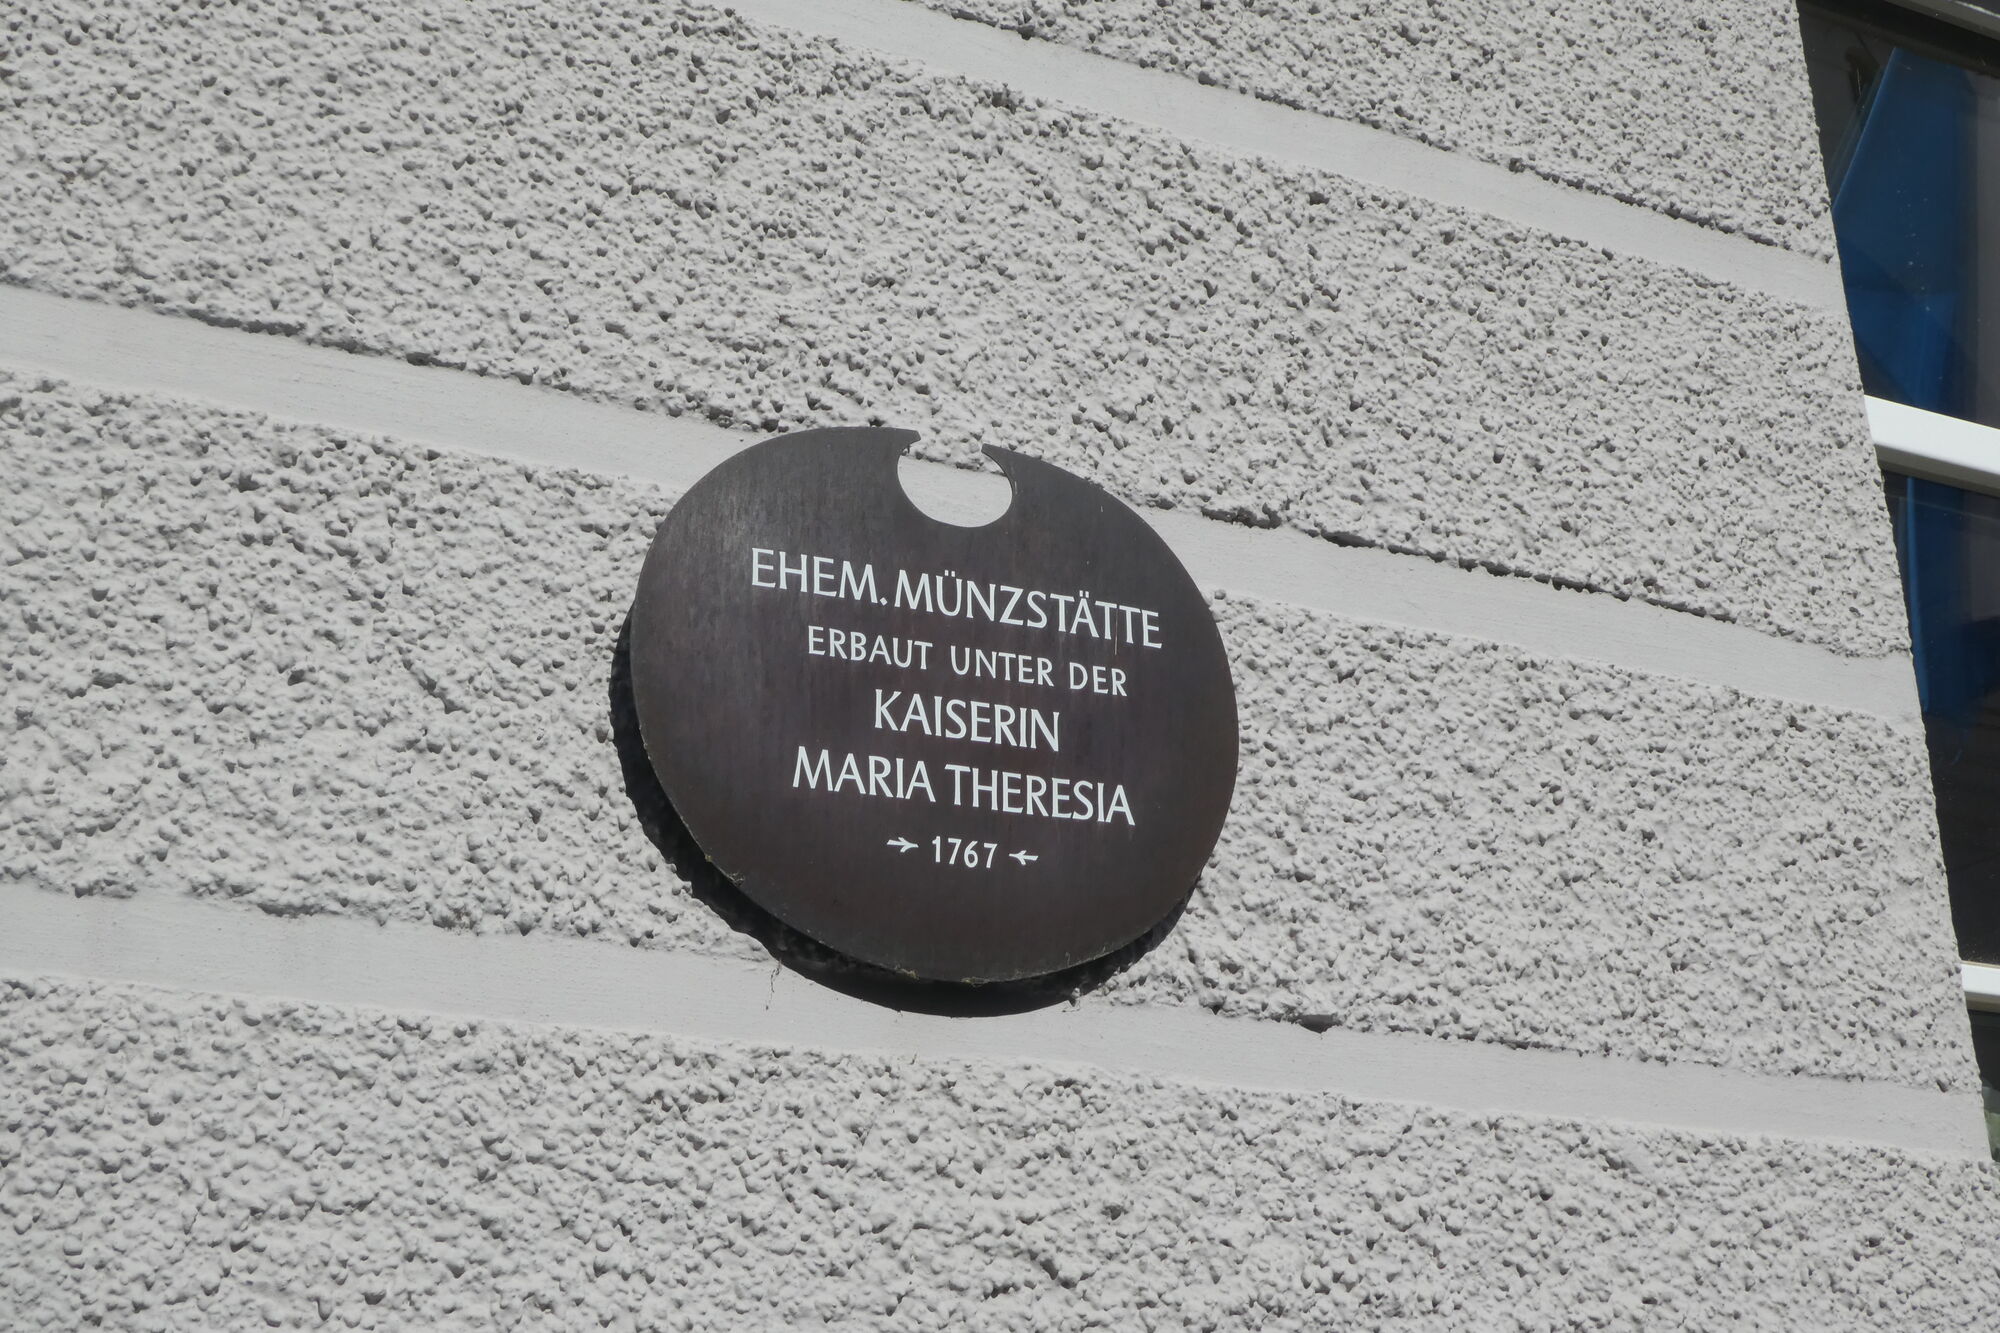 EHEM. MÜNZSTÄTTE
ERBAUT UNTER DER
KAISERIN
MARIA THERESIA
1767